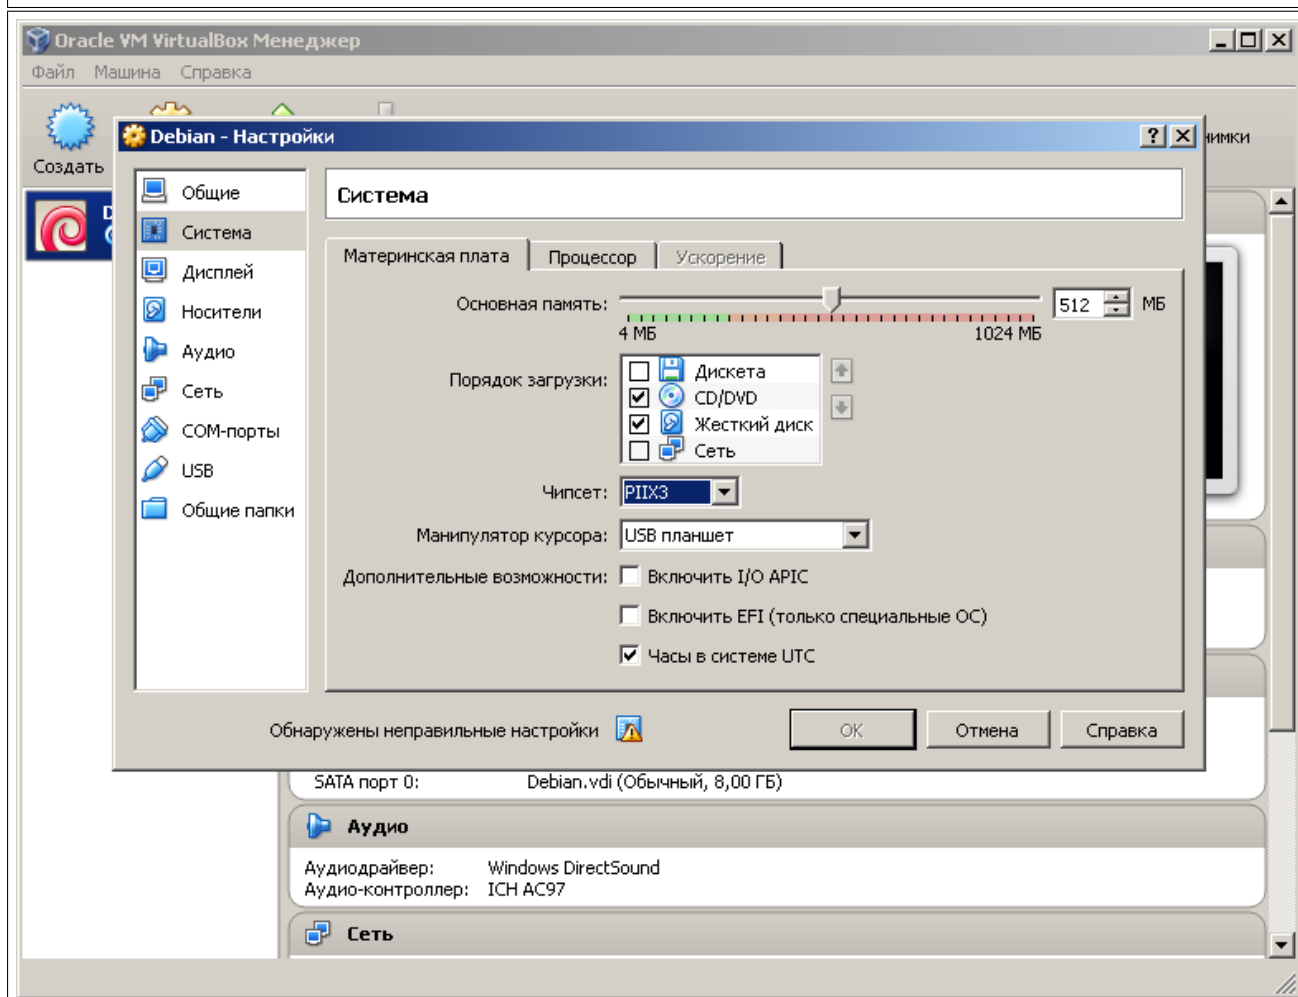 Oracle VM VirtualBox Менеджер
Файл Машина Справка
Создать
Debian - Настройки
Общие
Система
Дисплей
Носители
Аудио
Сеть
COM-порты
USB
Общие папки
Система
Материнская плата Процессор Ускорение
Основная память: 512 МБ
4 МБ 1024 МБ
Порядок загрузки:
Дискета
CD/DVD
Жесткий диск
Сеть
Чипсет: PIIX3
Манипулятор курсора: USB планшет
Дополнительные возможности: Включить I/O APIC
Включить EFI (только специальные ОС)
Часы в системе UTC
Обнаружены неправильные настройки OK Отмена Справка
SATA порт 0: Debian.vdi (Обычный, 8,00 ГБ)
Аудио
Аудиодрайвер: Windows DirectSound
Аудио-контроллер: ICH AC97
Сеть